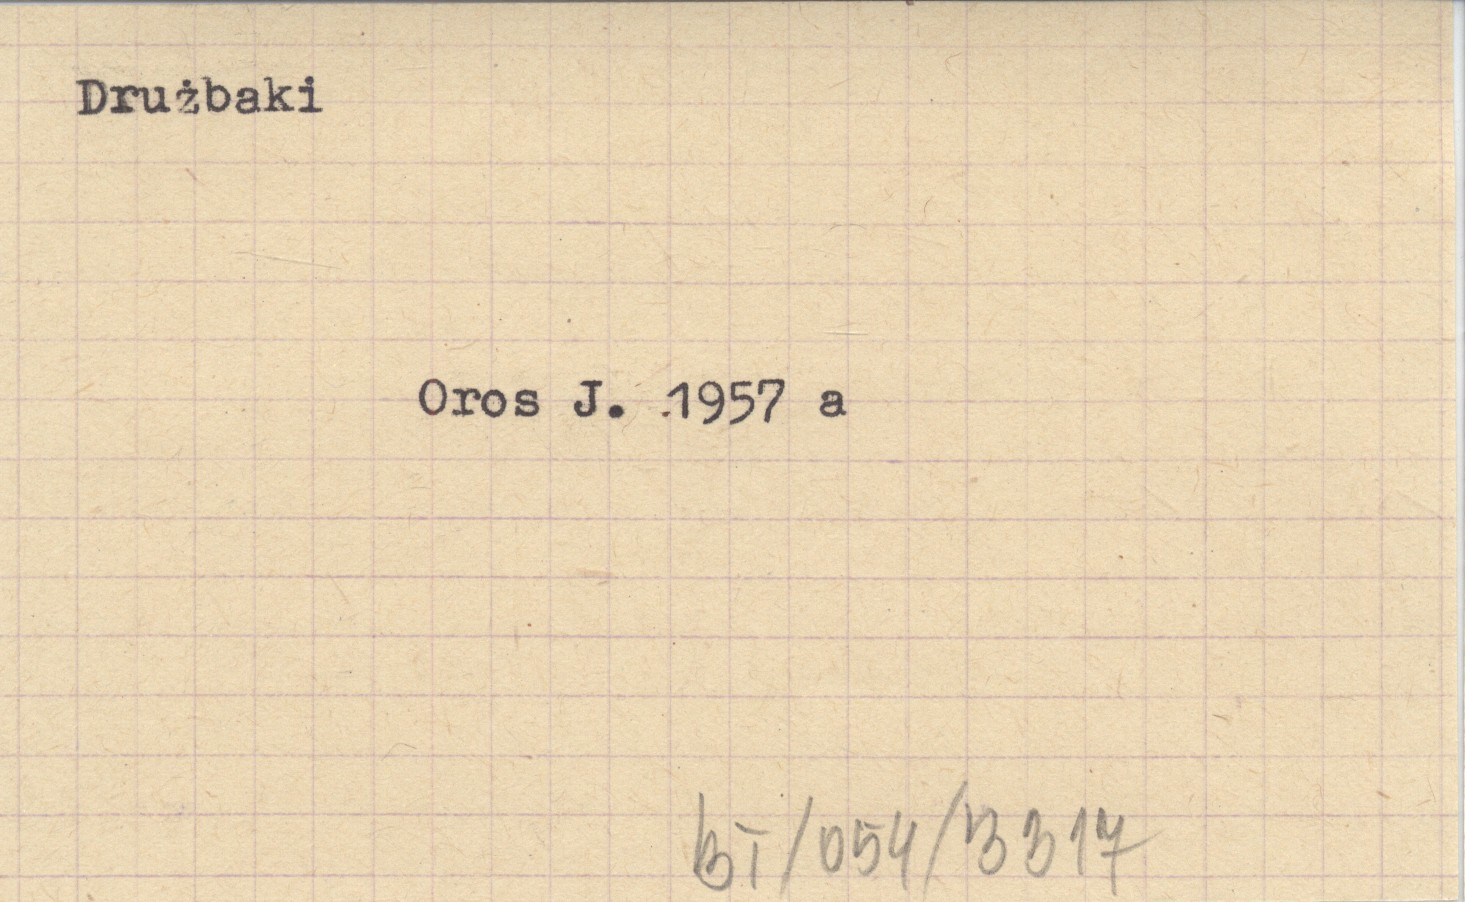 Drużbaki
Oros J. 1957 a
BI/054/3317